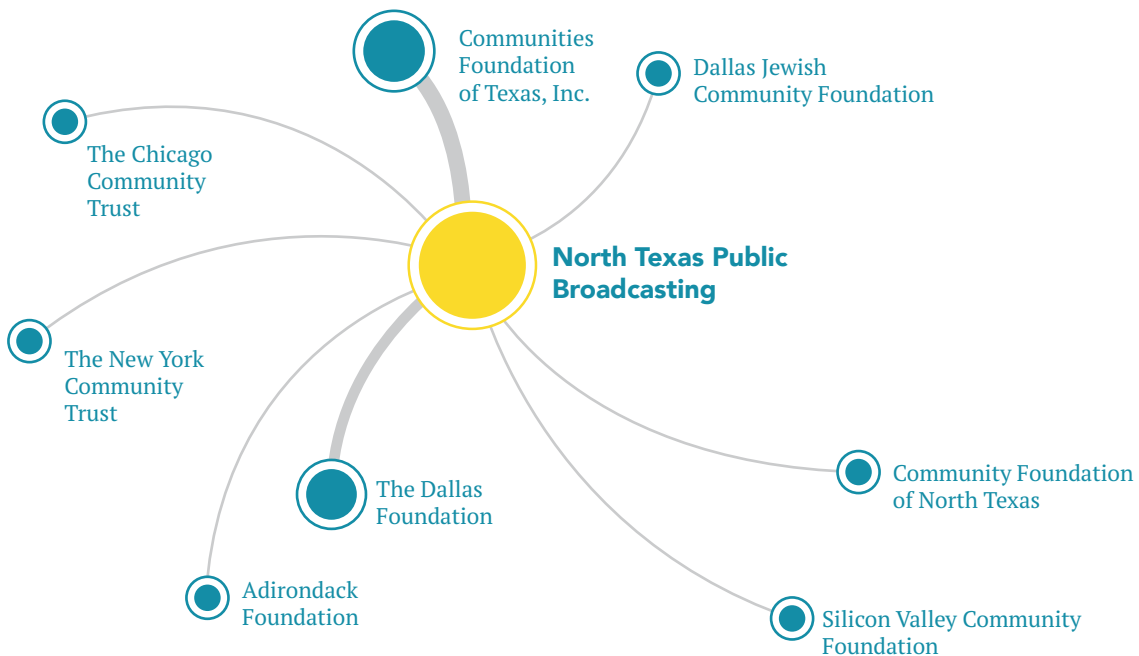 Communities
Foundation
of Texas, Inc.
Dallas Jewish
Community Foundation
The Chicago
Community
Trust
North Texas Public
Broadcasting
The New York
Community
Trust
Community Foundation
of North Texas
The Dallas
Foundation
Adirondack
Foundation
Silicon Valley Community
Foundation